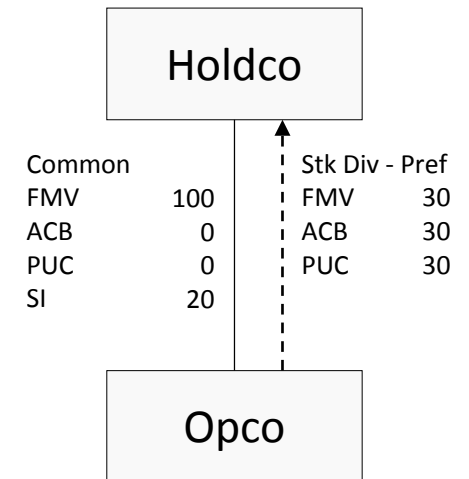 Holdco
Common
FMV 100
ACB 0
PUC 0
SI 20
Stk Div - Pref
FMV 30
ACB 30
PUC 30
Opco